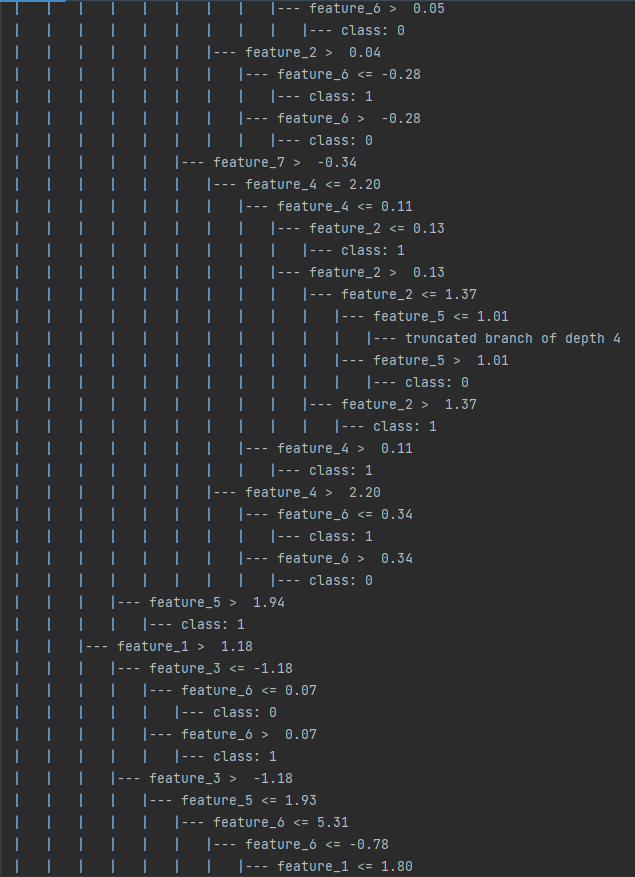 |   |   |   |   |   |   |   |   |--- feature_6 >  0.05
|   |   |   |   |   |   |   |   |   |--- class: 0
|   |   |   |   |   |   |--- feature_2 >  0.04
|   |   |   |   |   |   |   |--- feature_6 <= -0.28
|   |   |   |   |   |   |   |   |--- class: 1
|   |   |   |   |   |   |   |--- feature_6 >  -0.28
|   |   |   |   |   |   |   |   |--- class: 0
|   |   |   |   |   |--- feature_7 >  -0.34
|   |   |   |   |   |   |--- feature_4 <= 2.20
|   |   |   |   |   |   |   |--- feature_4 <= 0.11
|   |   |   |   |   |   |   |   |--- feature_2 <= 0.13
|   |   |   |   |   |   |   |   |   |--- class: 1
|   |   |   |   |   |   |   |   |--- feature_2 >  0.13
|   |   |   |   |   |   |   |   |   |--- feature_2 <= 1.37
|   |   |   |   |   |   |   |   |   |   |--- feature_5 <= 1.01
|   |   |   |   |   |   |   |   |   |   |   |--- truncated branch of depth 4
|   |   |   |   |   |   |   |   |   |   |--- feature_5 >  1.01
|   |   |   |   |   |   |   |   |   |   |   |--- class: 0
|   |   |   |   |   |   |   |   |   |--- feature_2 >  1.37
|   |   |   |   |   |   |   |   |   |   |--- class: 1
|   |   |   |   |   |   |   |--- feature_4 >  0.11
|   |   |   |   |   |   |   |   |--- class: 1
|   |   |   |   |   |   |--- feature_4 >  2.20
|   |   |   |   |   |   |   |--- feature_6 <= 0.34
|   |   |   |   |   |   |   |   |--- class: 1
|   |   |   |   |   |   |   |--- feature_6 >  0.34
|   |   |   |   |   |   |   |   |--- class: 0
|   |   |   |--- feature_5 >  1.94
|   |   |   |   |--- class: 1
|   |   |--- feature_1 >  1.18
|   |   |   |--- feature_3 <= -1.18
|   |   |   |   |--- feature_6 <= 0.07
|   |   |   |   |   |--- class: 0
|   |   |   |   |--- feature_6 >  0.07
|   |   |   |   |   |--- class: 1
|   |   |   |--- feature_3 >  -1.18
|   |   |   |   |--- feature_5 <= 1.93
|   |   |   |   |   |--- feature_6 <= 5.31
|   |   |   |   |   |   |--- feature_6 <= -0.78
|   |   |   |   |   |   |   |--- feature_1 <= 1.80